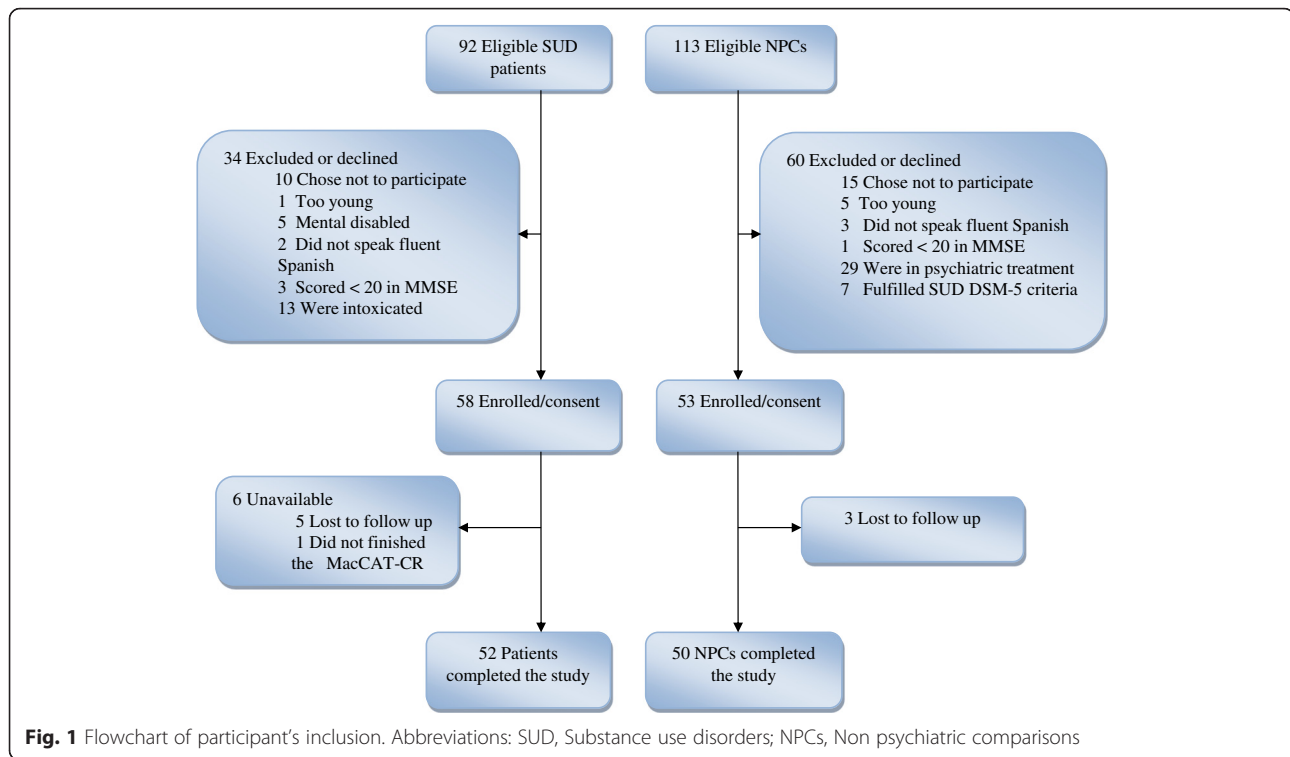 92 Eligible SUD
patients
113 Eligible NPCs
34 Excluded or declined
10 Chose not to participate
1 Too young
5 Mental disabled
2 Did not speak fluent
Spanish
3 Scored < 20 in MMSE
13 Were intoxicated
60 Excluded or declined
15 Chose not to participate
5 Too young
3 Did not speak fluent Spanish
1 Scored < 20 in MMSE
29 Were in psychiatric treatment
7 Fulfilled SUD DSM-5 criteria
58 Enrolled/consent
53 Enrolled/consent
6 Unavailable
5 Lost to follow up
1 Did not finished
the MacCAT-CR
3 Lost to follow up
52 Patients
completed the study
50 NPCs completed
the study
Fig. 1 Flowchart of participant's inclusion. Abbreviations: SUD, Substance use disorders; NPCs, Non psychiatric comparisons